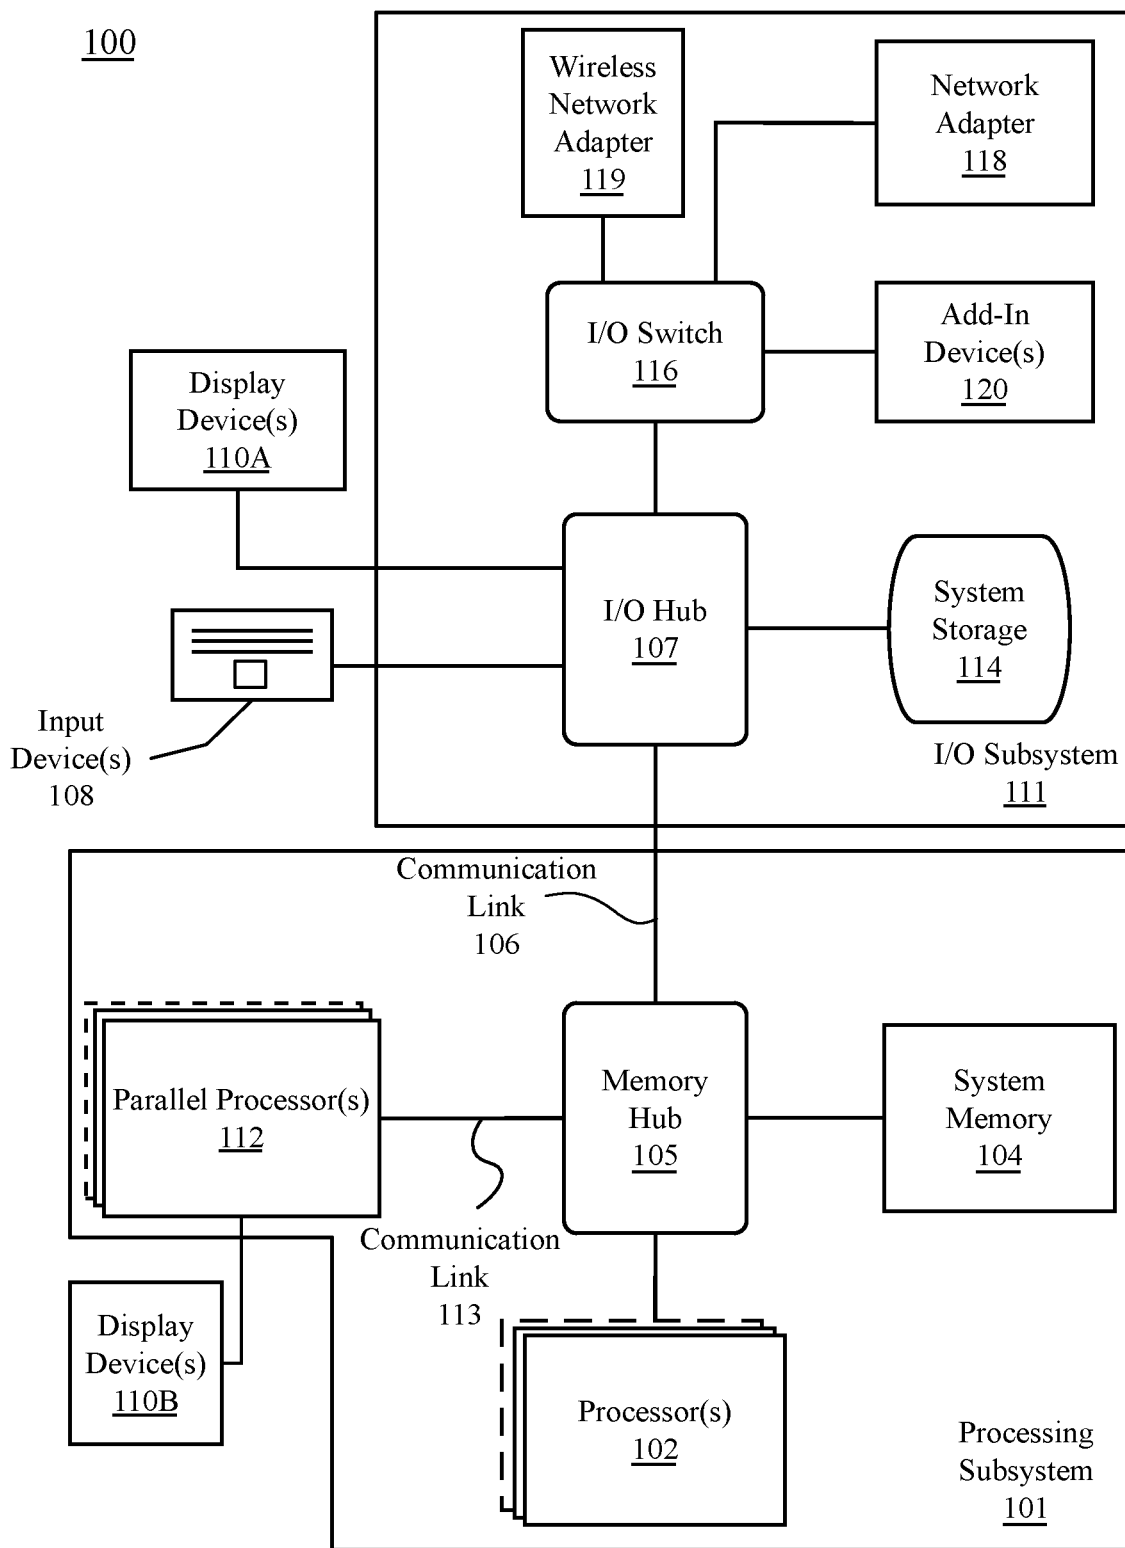 100
Wireless
Network
Adapter
119
Network
Adapter
118
I/O Switch
116
Add-In
Device(s)
120
Display
Device(s)
110A
I/O Hub
107
System
Storage
114
Input
Device(s)
108
I/O Subsystem
111
Communication
Link
106
Parallel Processor(s)
112
Memory
Hub
105
System
Memory
104
Communication
Link
113
Display
Device(s)
110B
Processor(s)
102
Processing
Subsystem
101